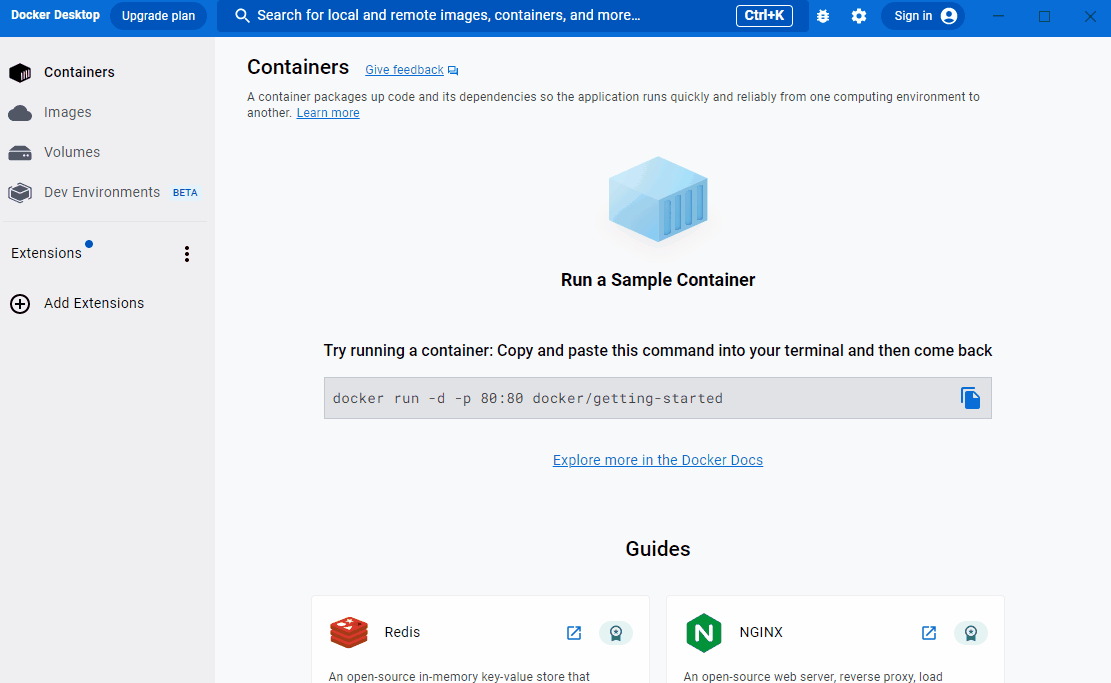 Docker Desktop
Upgrade plan
Search for local and remote images, containers, and more...
Ctrl+K
Sign in
Containers
Images
Volumes
Dev Environments BETA
Extensions
Add Extensions
Containers
Give feedback
A container packages up code and its dependencies so the application runs quickly and reliably from one computing environment to
another. Learn more
Run a Sample Container
Try running a container: Copy and paste this command into your terminal and then come back
docker run -d -p 80:80 docker/getting-started
Explore more in the Docker Docs
Guides
Redis
An open-source in-memory key-value store that
N
NGINX
An open-source web server, reverse proxy, load